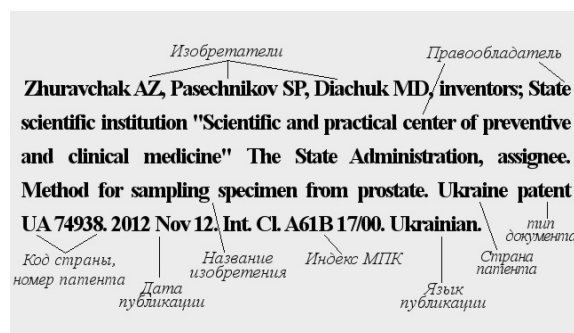 Изобретатели
Правообладатель
Zhuravchak AZ, Pasechnikov SP, Diachuk MD, inventors; State
scientific institution "Scientific and practical center of preventive
and clinical medicine" The State Administration, assignee.
Method for sampling specimen from prostate. Ukraine patent
UA 74938. 2012 Nov 12. Int. Cl. A61B 17/00. Ukrainian.
Код страны,
номер патента
Дата
публикации
Название
изобретения
Индекс МПК
Язык
публикации
Страна
патента
тип
документа